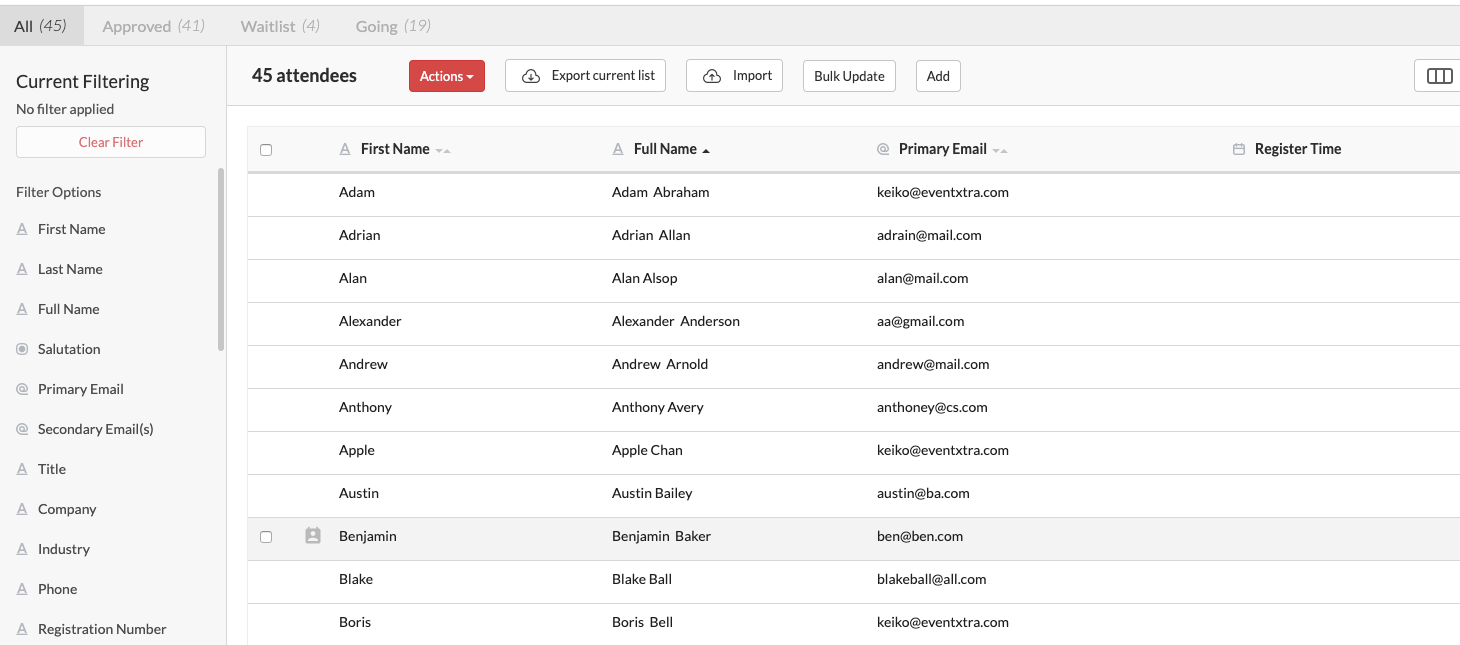 All (45) Approved (41) Waitlist (4) Going (19)
Current Filtering
No filter applied
Clear Filter
Filter Options
First Name
Last Name
Full Name
Salutation
Primary Email
Secondary Email(s)
Title
Company
Industry
Phone
Registration Number
45 attendees Actions Export current list Import Bulk Update Add
First Name Full Name Primary Email Register Time
Adam Adam Abraham keiko@eventxtra.com
Adrian Adrian Allan adrain@mail.com
Alan Alan Alsop alan@mail.com
Alexander Alexander Anderson aa@gmail.com
Andrew Andrew Arnold andrew@mail.com
Anthony Anthony Avery anthoney@cs.com
Apple Apple Chan keiko@eventxtra.com
Austin Austin Bailey austin@ba.com
Benjamin Benjamin Baker ben@ben.com
Blake Blake Ball blakeball@all.com
Boris Boris Bell keiko@eventxtra.com